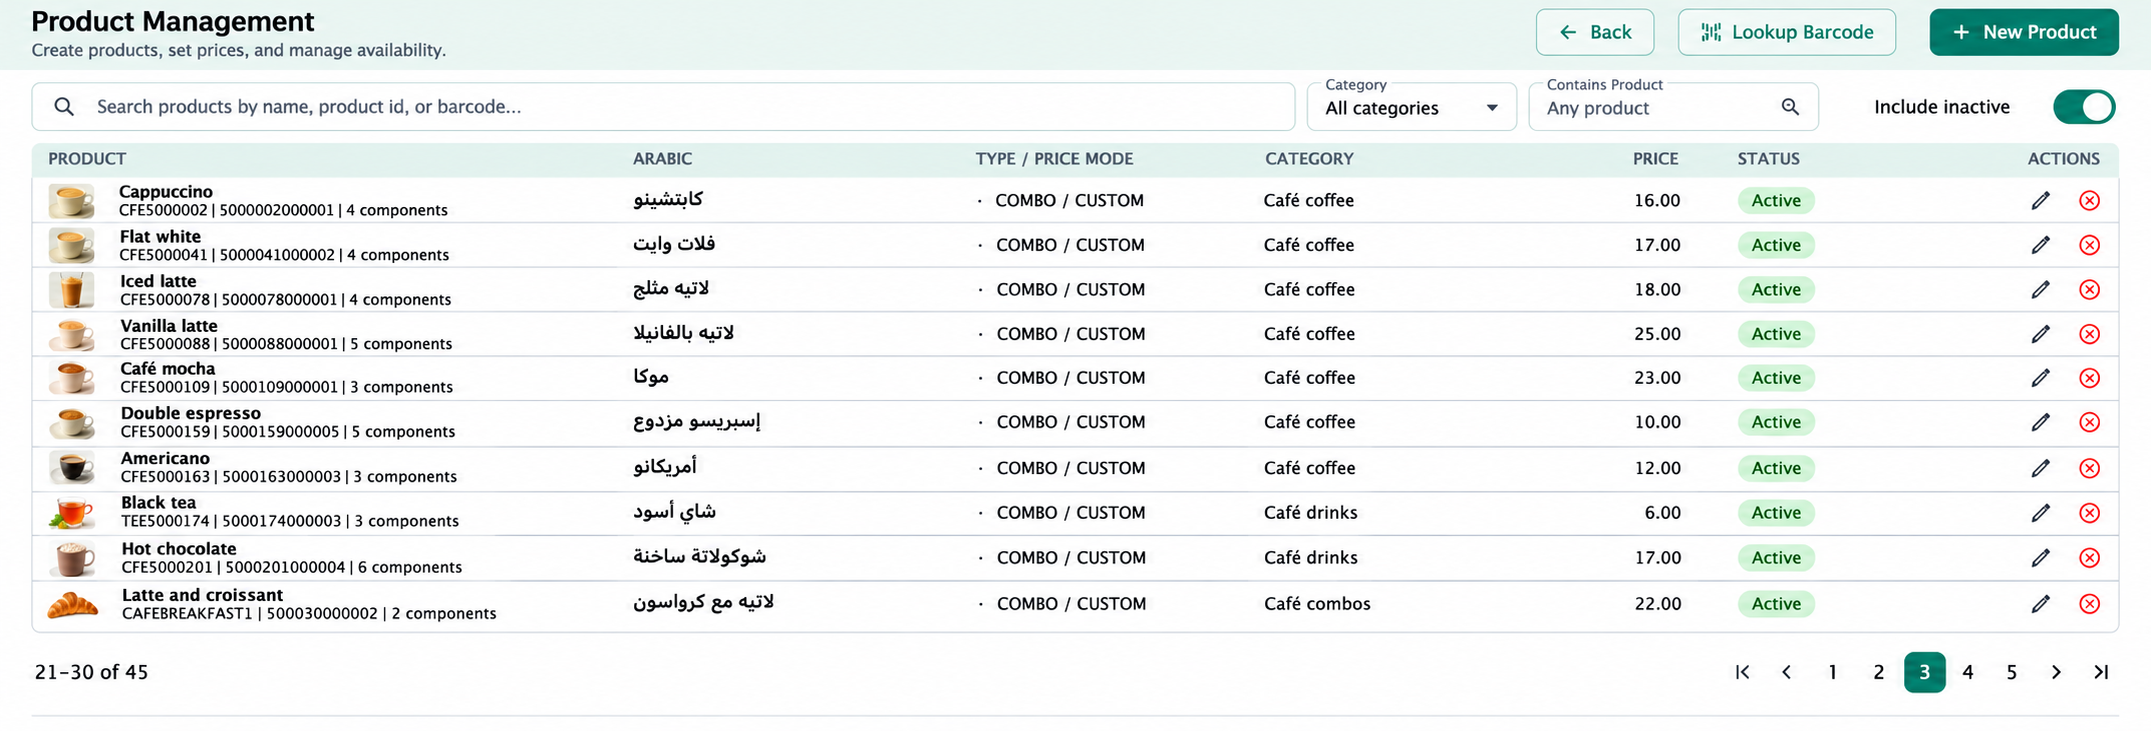 Product Management
Create products, set prices, and manage availability.
← Back
Lookup Barcode
+ New Product
Search products by name, product id, or barcode...
Category
All categories
Contains Product
Any product
Include inactive
PRODUCT ARABIC TYPE / PRICE MODE CATEGORY PRICE STATUS ACTIONS
Cappuccino
CFE5000002 | 5000002000001 | 4 components
كابتشينو
· COMBO / CUSTOM
Café coffee
16.00
Active
Flat white
CFE5000041 | 5000041000002 | 4 components
فلات وايت
· COMBO / CUSTOM
Café coffee
17.00
Active
Iced latte
CFE5000078 | 5000078000001 | 4 components
لاتيه مثلج
· COMBO / CUSTOM
Café coffee
18.00
Active
Vanilla latte
CFE5000088 | 5000088000001 | 5 components
لاتيه بالفانيلا
· COMBO / CUSTOM
Café coffee
25.00
Active
Café mocha
CFE5000109 | 5000109000001 | 3 components
موكا
· COMBO / CUSTOM
Café coffee
23.00
Active
Double espresso
CFE5000159 | 5000159000005 | 5 components
إسبريسو مزدوع
· COMBO / CUSTOM
Café coffee
10.00
Active
Americano
CFE5000163 | 5000163000003 | 3 components
أمريكانو
· COMBO / CUSTOM
Café coffee
12.00
Active
Black tea
TEE5000174 | 5000174000003 | 3 components
شاي أسود
· COMBO / CUSTOM
Café drinks
6.00
Active
Hot chocolate
CFE5000201 | 5000201000004 | 6 components
شوكولاتة ساخنة
· COMBO / CUSTOM
Café drinks
17.00
Active
Latte and croissant
CAFEBREAKFAST1 | 500030000002 | 2 components
لاتيه مع كرواسون
· COMBO / CUSTOM
Café combos
22.00
Active
21–30 of 45
1 2 3 4 5